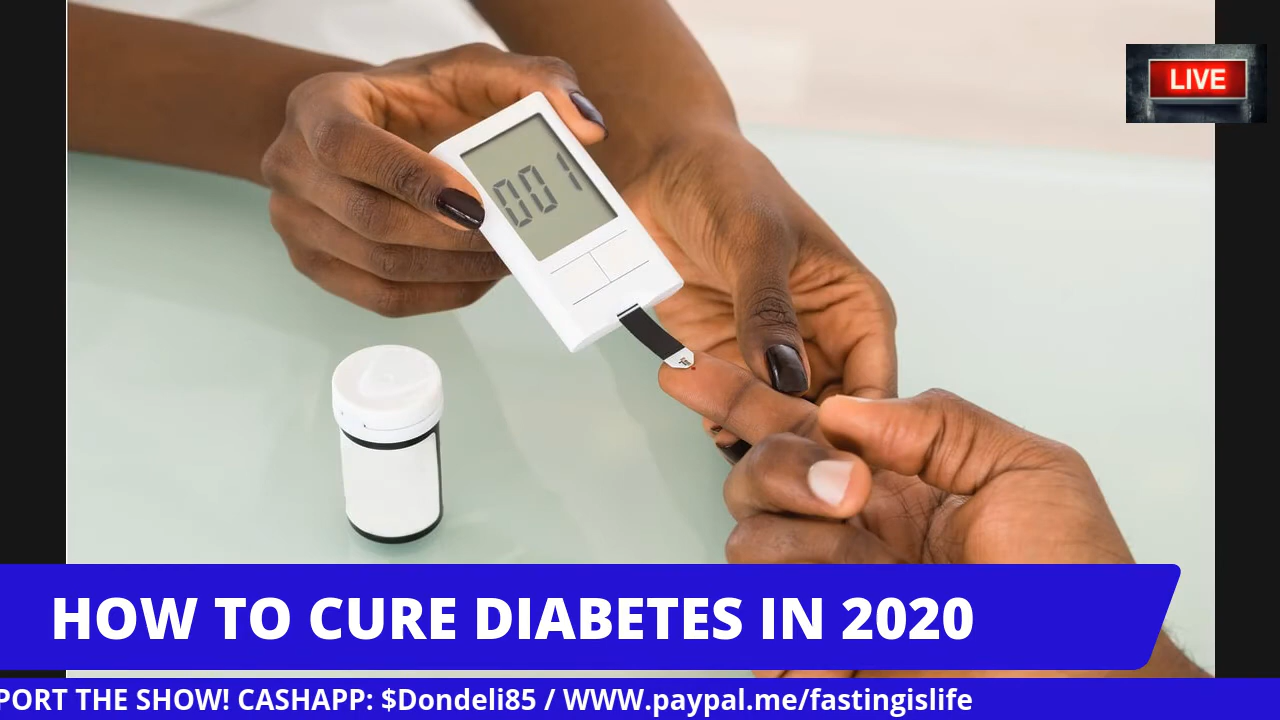 LIVE
001
HOW TO CURE DIABETES IN 2020
PORT THE SHOW! CASHAPP: $Dondeli85 / WWW.paypal.me/fastingislife